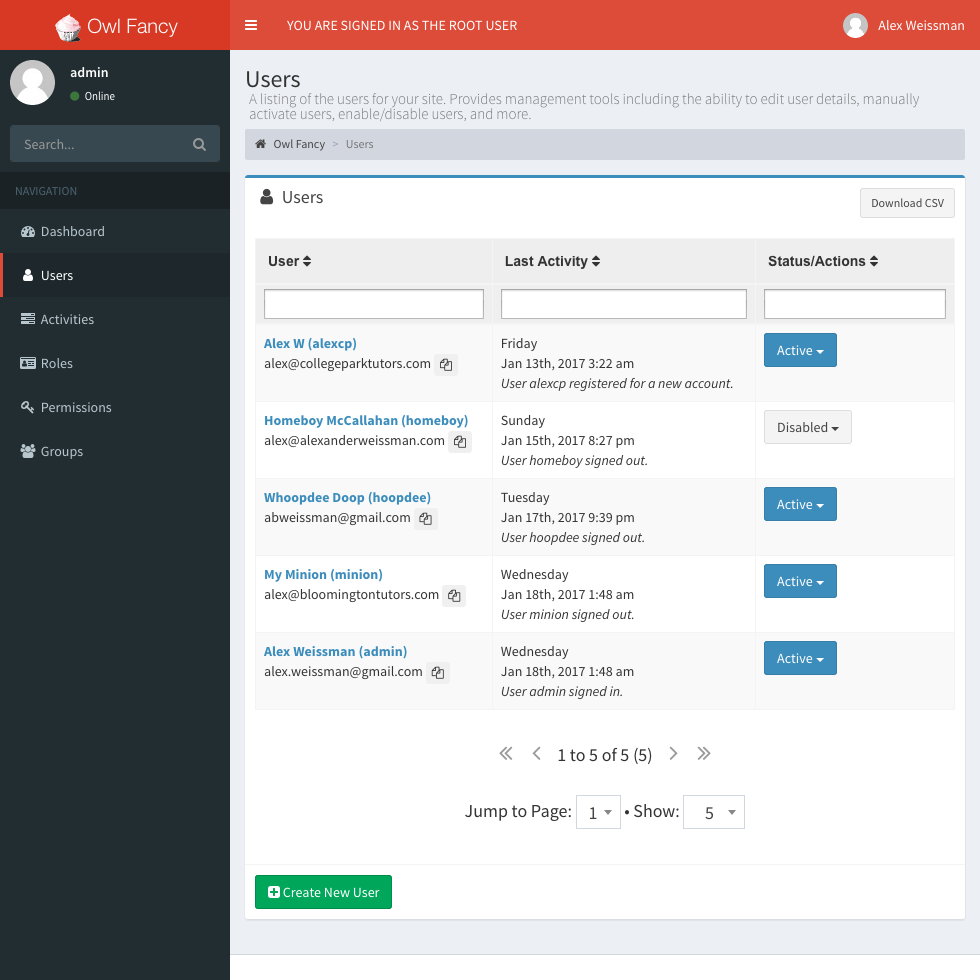 Owl Fancy
YOU ARE SIGNED IN AS THE ROOT USER
Alex Weissman
admin
Online
Search...
NAVIGATION
Dashboard
Users
Activities
Roles
Permissions
Groups
Users
A listing of the users for your site. Provides management tools including the ability to edit user details, manually
activate users, enable/disable users, and more.
Owl Fancy > Users
Users
Download CSV
User Last Activity Status/Actions
Alex W (alexcp)
alex@collegeparktutors.com
Friday
Jan 13th, 2017 3:22 am
User alexcp registered for a new account.
Active
Homeboy McCallahan (homeboy)
alex@alexanderweissman.com
Sunday
Jan 15th, 2017 8:27 pm
User homeboy signed out.
Disabled
Whoopdee Doop (hoopdee)
abweissman@gmail.com
Tuesday
Jan 17th, 2017 9:39 pm
User hoopdee signed out.
Active
My Minion (minion)
alex@bloomingtontutors.com
Wednesday
Jan 18th, 2017 1:48 am
User minion signed out.
Active
Alex Weissman (admin)
alex.weissman@gmail.com
Wednesday
Jan 18th, 2017 1:48 am
User admin signed in.
Active
1 to 5 of 5 (5)
Jump to Page: 1 • Show: 5
Create New User